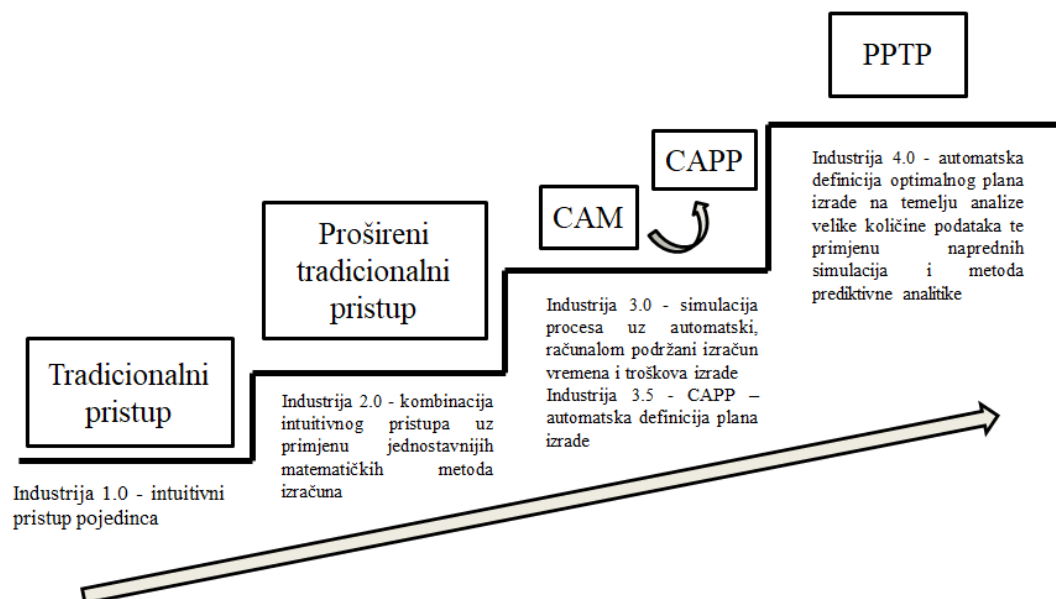 Tradicionalni
pristup
Industrija 1.0 - intuitivni
pristup pojedinca
Prošireni
tradicionalni
pristup
Industrija 2.0 - kombinacija
intuitivnog pristupa uz
primjenu jednostavnijih
matematičkih metoda
izračuna
CAM
CAPP
Industrija 3.0 - simulacija
procesa uz automatski,
računalom podržani izračun
vremena i troškova izrade
Industrija 3.5 - CAPP –
automatska definicija plana
izrade
PPTP
Industrija 4.0 - automatska
definicija optimalnog plana
izrade na temelju analize
velike količine podataka te
primjenu naprednih
simulacija i metoda
prediktivne analitike